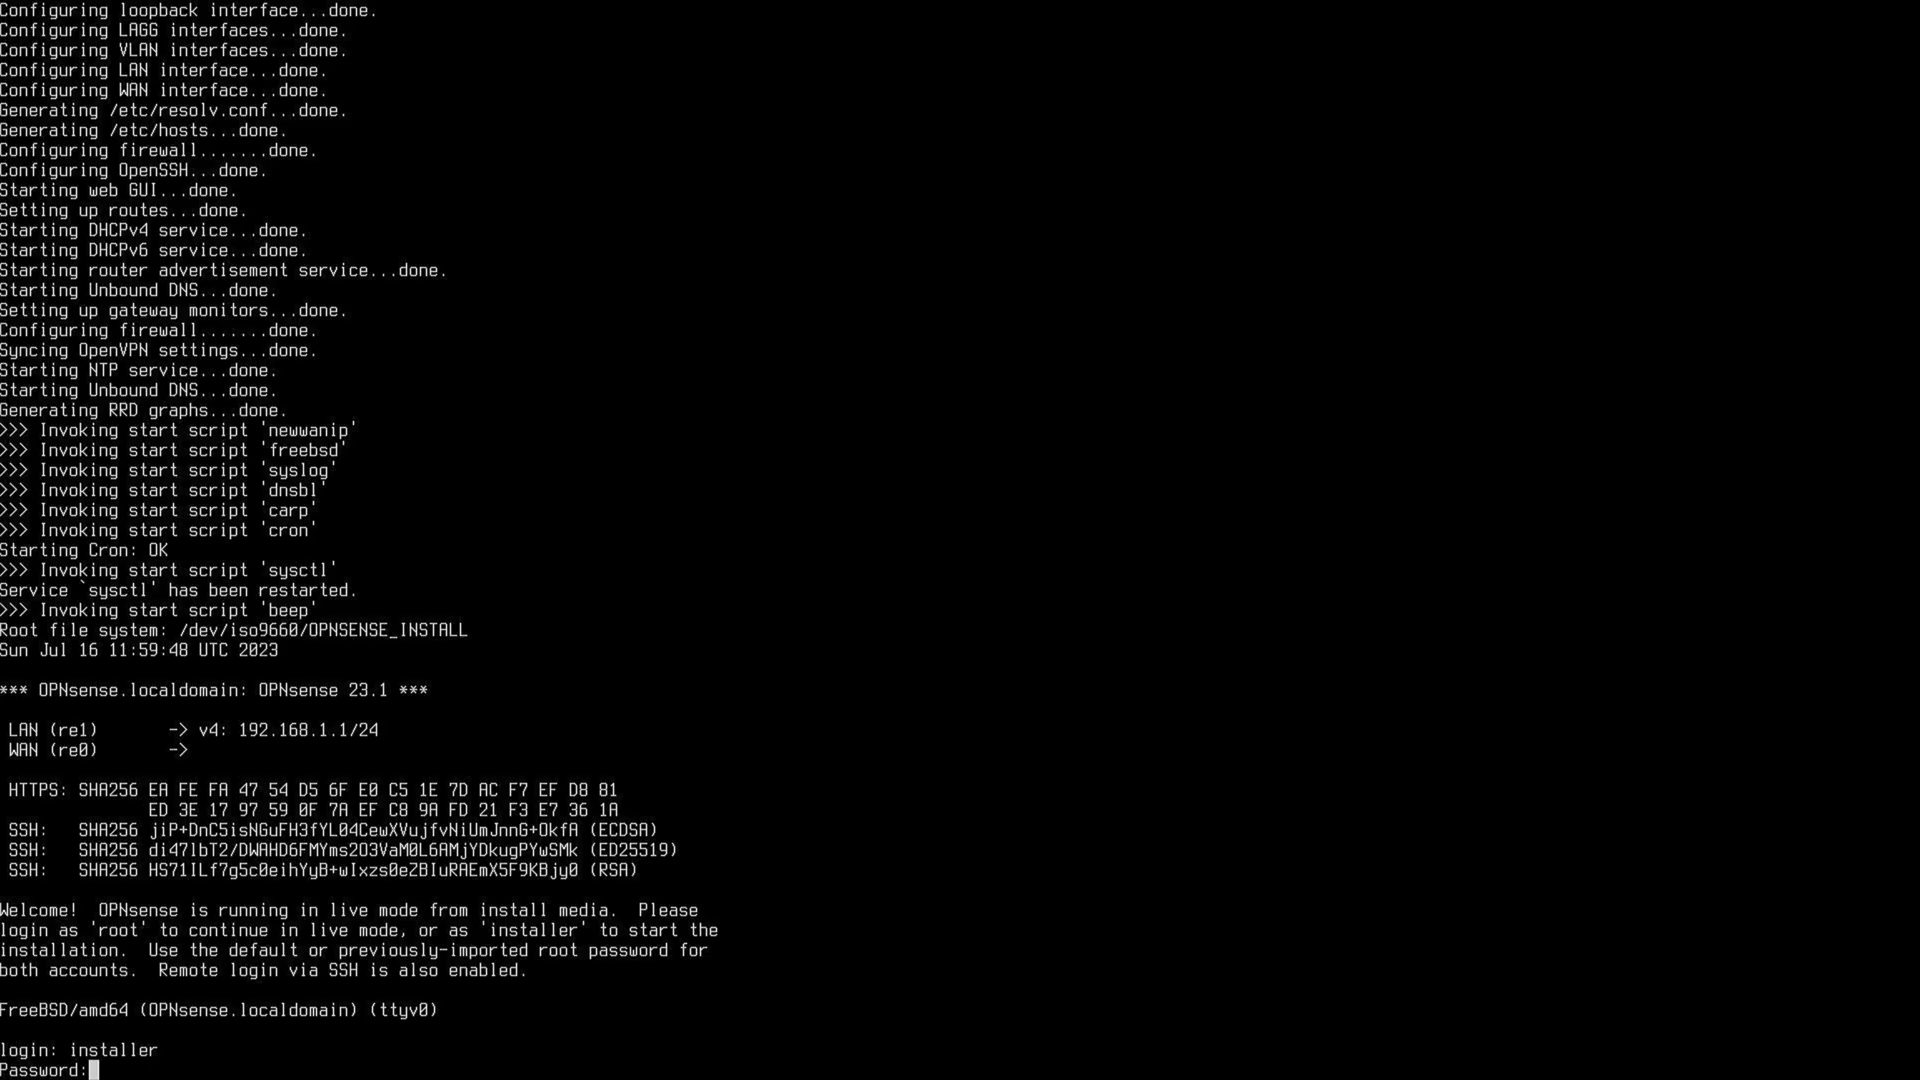 Configuring loopback interface...done.
Configuring LAGG interfaces...done.
Configuring VLAN interfaces...done.
Configuring LAN interface...done.
Configuring WAN interface...done.
Generating /etc/resolv.conf...done.
Generating /etc/hosts...done.
Configuring firewall.......done.
Configuring OpenSSH...done.
Starting web GUI...done.
Setting up routes...done.
Starting DHCPv4 service...done.
Starting DHCPv6 service...done.
Starting router advertisement service...done.
Starting Unbound DNS...done.
Setting up gateway monitors...done.
Configuring firewall.......done.
Syncing OpenVPN settings...done.
Starting NTP service...done.
Starting Unbound DNS...done.
Generating RRD graphs...done.
>>> Invoking start script 'newwanip'
>>> Invoking start script 'freebsd'
>>> Invoking start script 'syslog'
>>> Invoking start script 'dnsbl'
>>> Invoking start script 'carp'
>>> Invoking start script 'cron'
Starting Cron: OK
>>> Invoking start script 'sysctl'
Service `sysctl' has been restarted.
>>> Invoking start script 'beep'
Root file system: /dev/iso9660/OPNSENSE_INSTALL
Sun Jul 16 11:59:48 UTC 2023
*** OPNsense.localdomain: OPNsense 23.1 ***
LAN (re1) -> v4: 192.168.1.1/24
WAN (re0) ->
HTTPS: SHA256 EA FE FA 47 54 D5 6F E0 C5 1E 7D AC F7 EF D8 81
ED 3E 17 97 59 0F 7A EF C8 9A FD 21 F3 E7 36 1A
SSH: SHA256 jiP+DnC5isNGuFH3fYL04CewXVujfvNiUmJnnG+OkfA (ECDSA)
SSH: SHA256 di47lbT2/DWAHD6FMYms2O3VaM0L6AMjYDkugPYwSMk (ED25519)
SSH: SHA256 HS71ILf7g5c0eihYyB+wIxzs0eZBIuRAEmX5F9KBjy0 (RSA)
Welcome!  OPNsense is running in live mode from install media.  Please
login as 'root' to continue in live mode, or as 'installer' to start the
installation.  Use the default or previously-imported root password for
both accounts.  Remote login via SSH is also enabled.
FreeBSD/amd64 (OPNsense.localdomain) (ttyv0)
login: installer
Password: